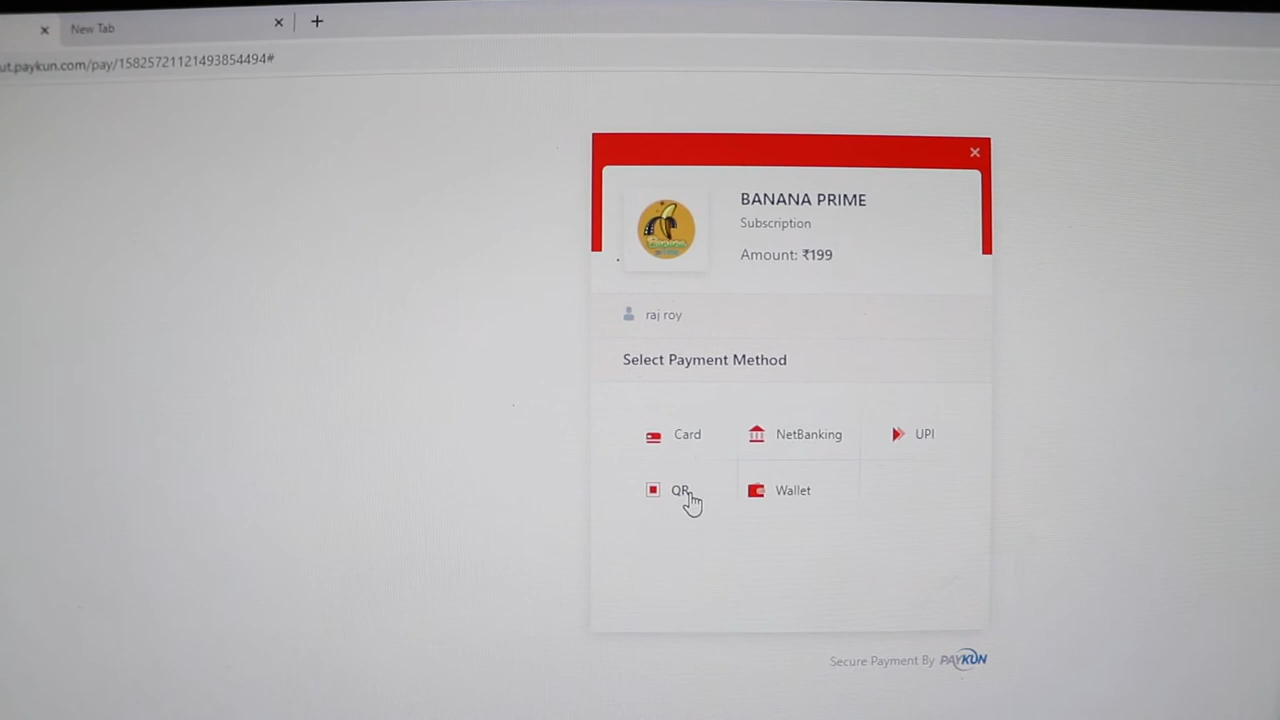 New Tab
ut.paykun.com/pay/15825721121493854494#
BANANA PRIME
Subscription
Amount: ₹199
raj roy
Select Payment Method
Card
NetBanking
UPI
QR
Wallet
Secure Payment By PAYKUN